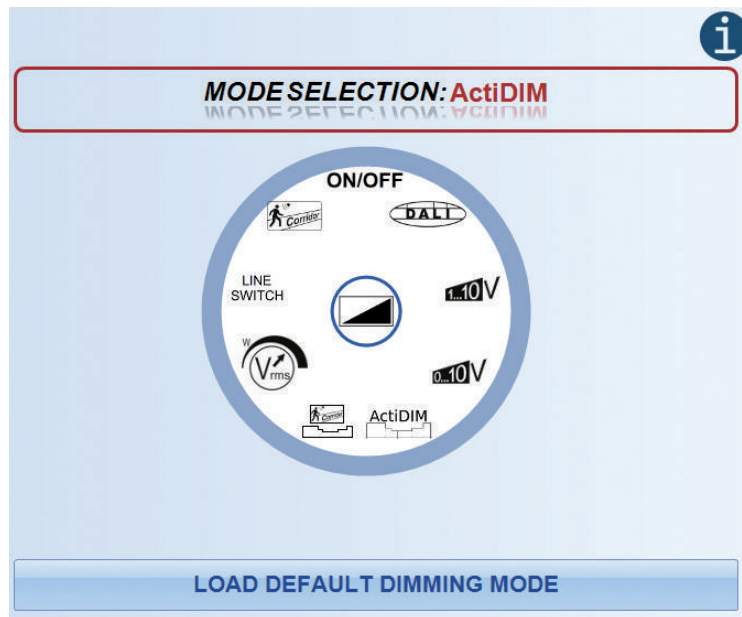 i
MODE SELECTION: ActiDIM
ON/OFF
Corridor
DALI
LINE
SWITCH
1...10V
W
Vrms
0...10V
Corridor
ActiDIM
LOAD DEFAULT DIMMING MODE